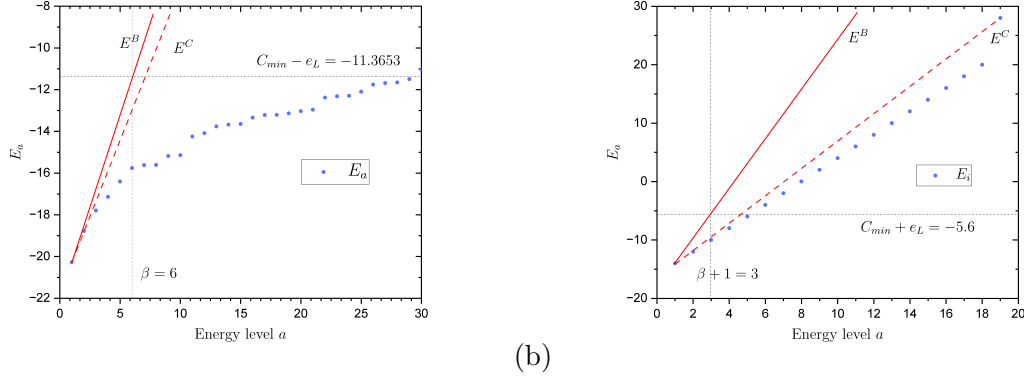 −8
−10
−12
−14
−16
−18
−20
−22
0
5
10
15
20
25
30
E_a
Energy level a
E^B
E^C
C_min − e_L = −11.3653
E_a
β = 6
(b)
30
20
10
0
−10
−20
0
2
4
6
8
10
12
14
16
18
20
E_a
Energy level a
E^B
E^C
E_i
C_min + e_L = −5.6
β + 1 = 3